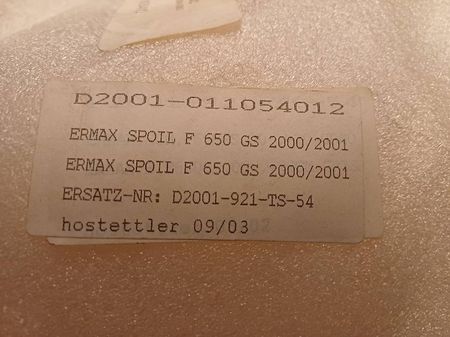 D2001-011054012
ERMAX SPOIL F 650 GS 2000/2001
ERMAX SPOIL F 650 GS 2000/2001
ERSATZ-NR: D2001-921-TS-54
hostettler 09/03